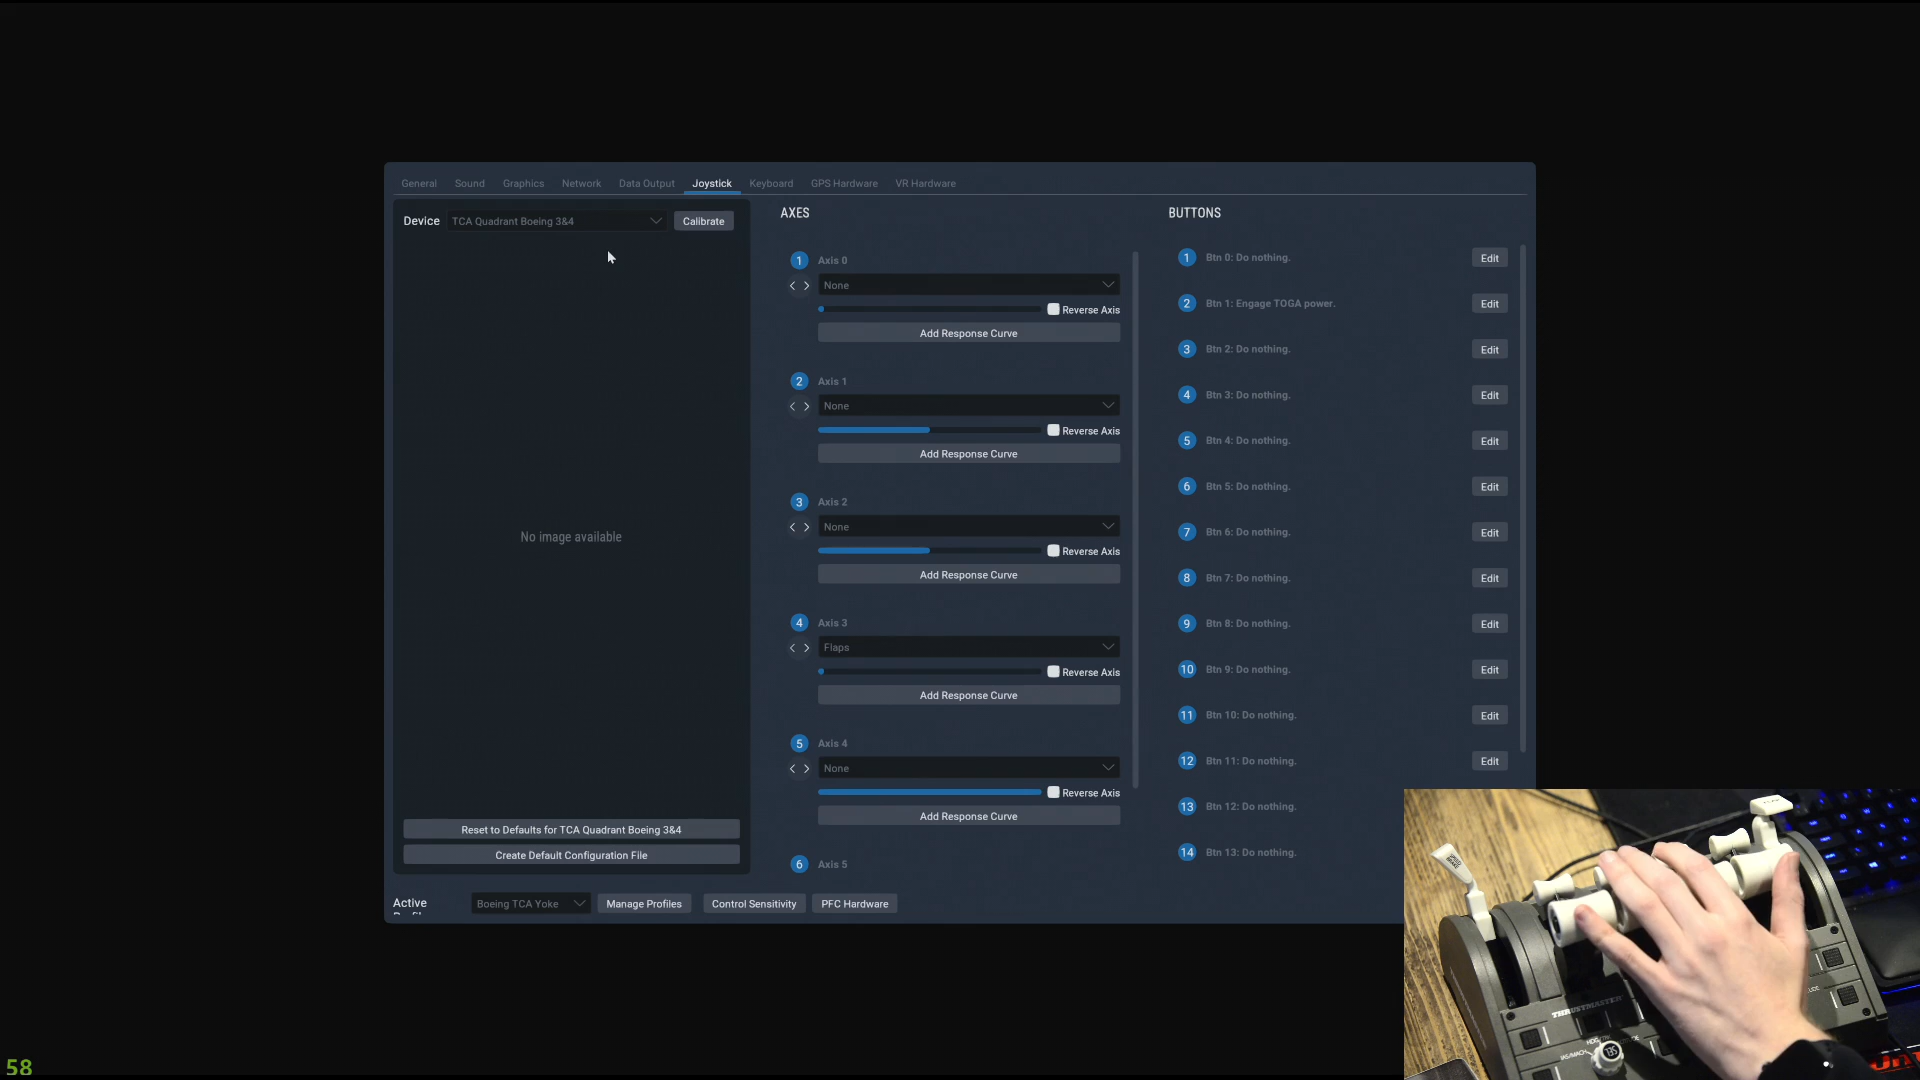 General Sound Graphics Network Data Output Joystick Keyboard GPS Hardware VR Hardware
Device TCA Quadrant Boeing 3&4 Calibrate
No image available
Reset to Defaults for TCA Quadrant Boeing 3&4
Create Default Configuration File
AXES
1 Axis 0
None
Reverse Axis
Add Response Curve
2 Axis 1
None
Reverse Axis
Add Response Curve
3 Axis 2
None
Reverse Axis
Add Response Curve
4 Axis 3
Flaps
Reverse Axis
Add Response Curve
5 Axis 4
None
Reverse Axis
Add Response Curve
6 Axis 5
BUTTONS
1 Btn 0: Do nothing. Edit
2 Btn 1: Engage TOGA power. Edit
3 Btn 2: Do nothing. Edit
4 Btn 3: Do nothing. Edit
5 Btn 4: Do nothing. Edit
6 Btn 5: Do nothing. Edit
7 Btn 6: Do nothing. Edit
8 Btn 7: Do nothing. Edit
9 Btn 8: Do nothing. Edit
10 Btn 9: Do nothing. Edit
11 Btn 10: Do nothing. Edit
12 Btn 11: Do nothing. Edit
13 Btn 12: Do nothing.
14 Btn 13: Do nothing.
Active Boeing TCA Yoke Manage Profiles Control Sensitivity PFC Hardware
THRUSTMASTER
IAS/MACH
58